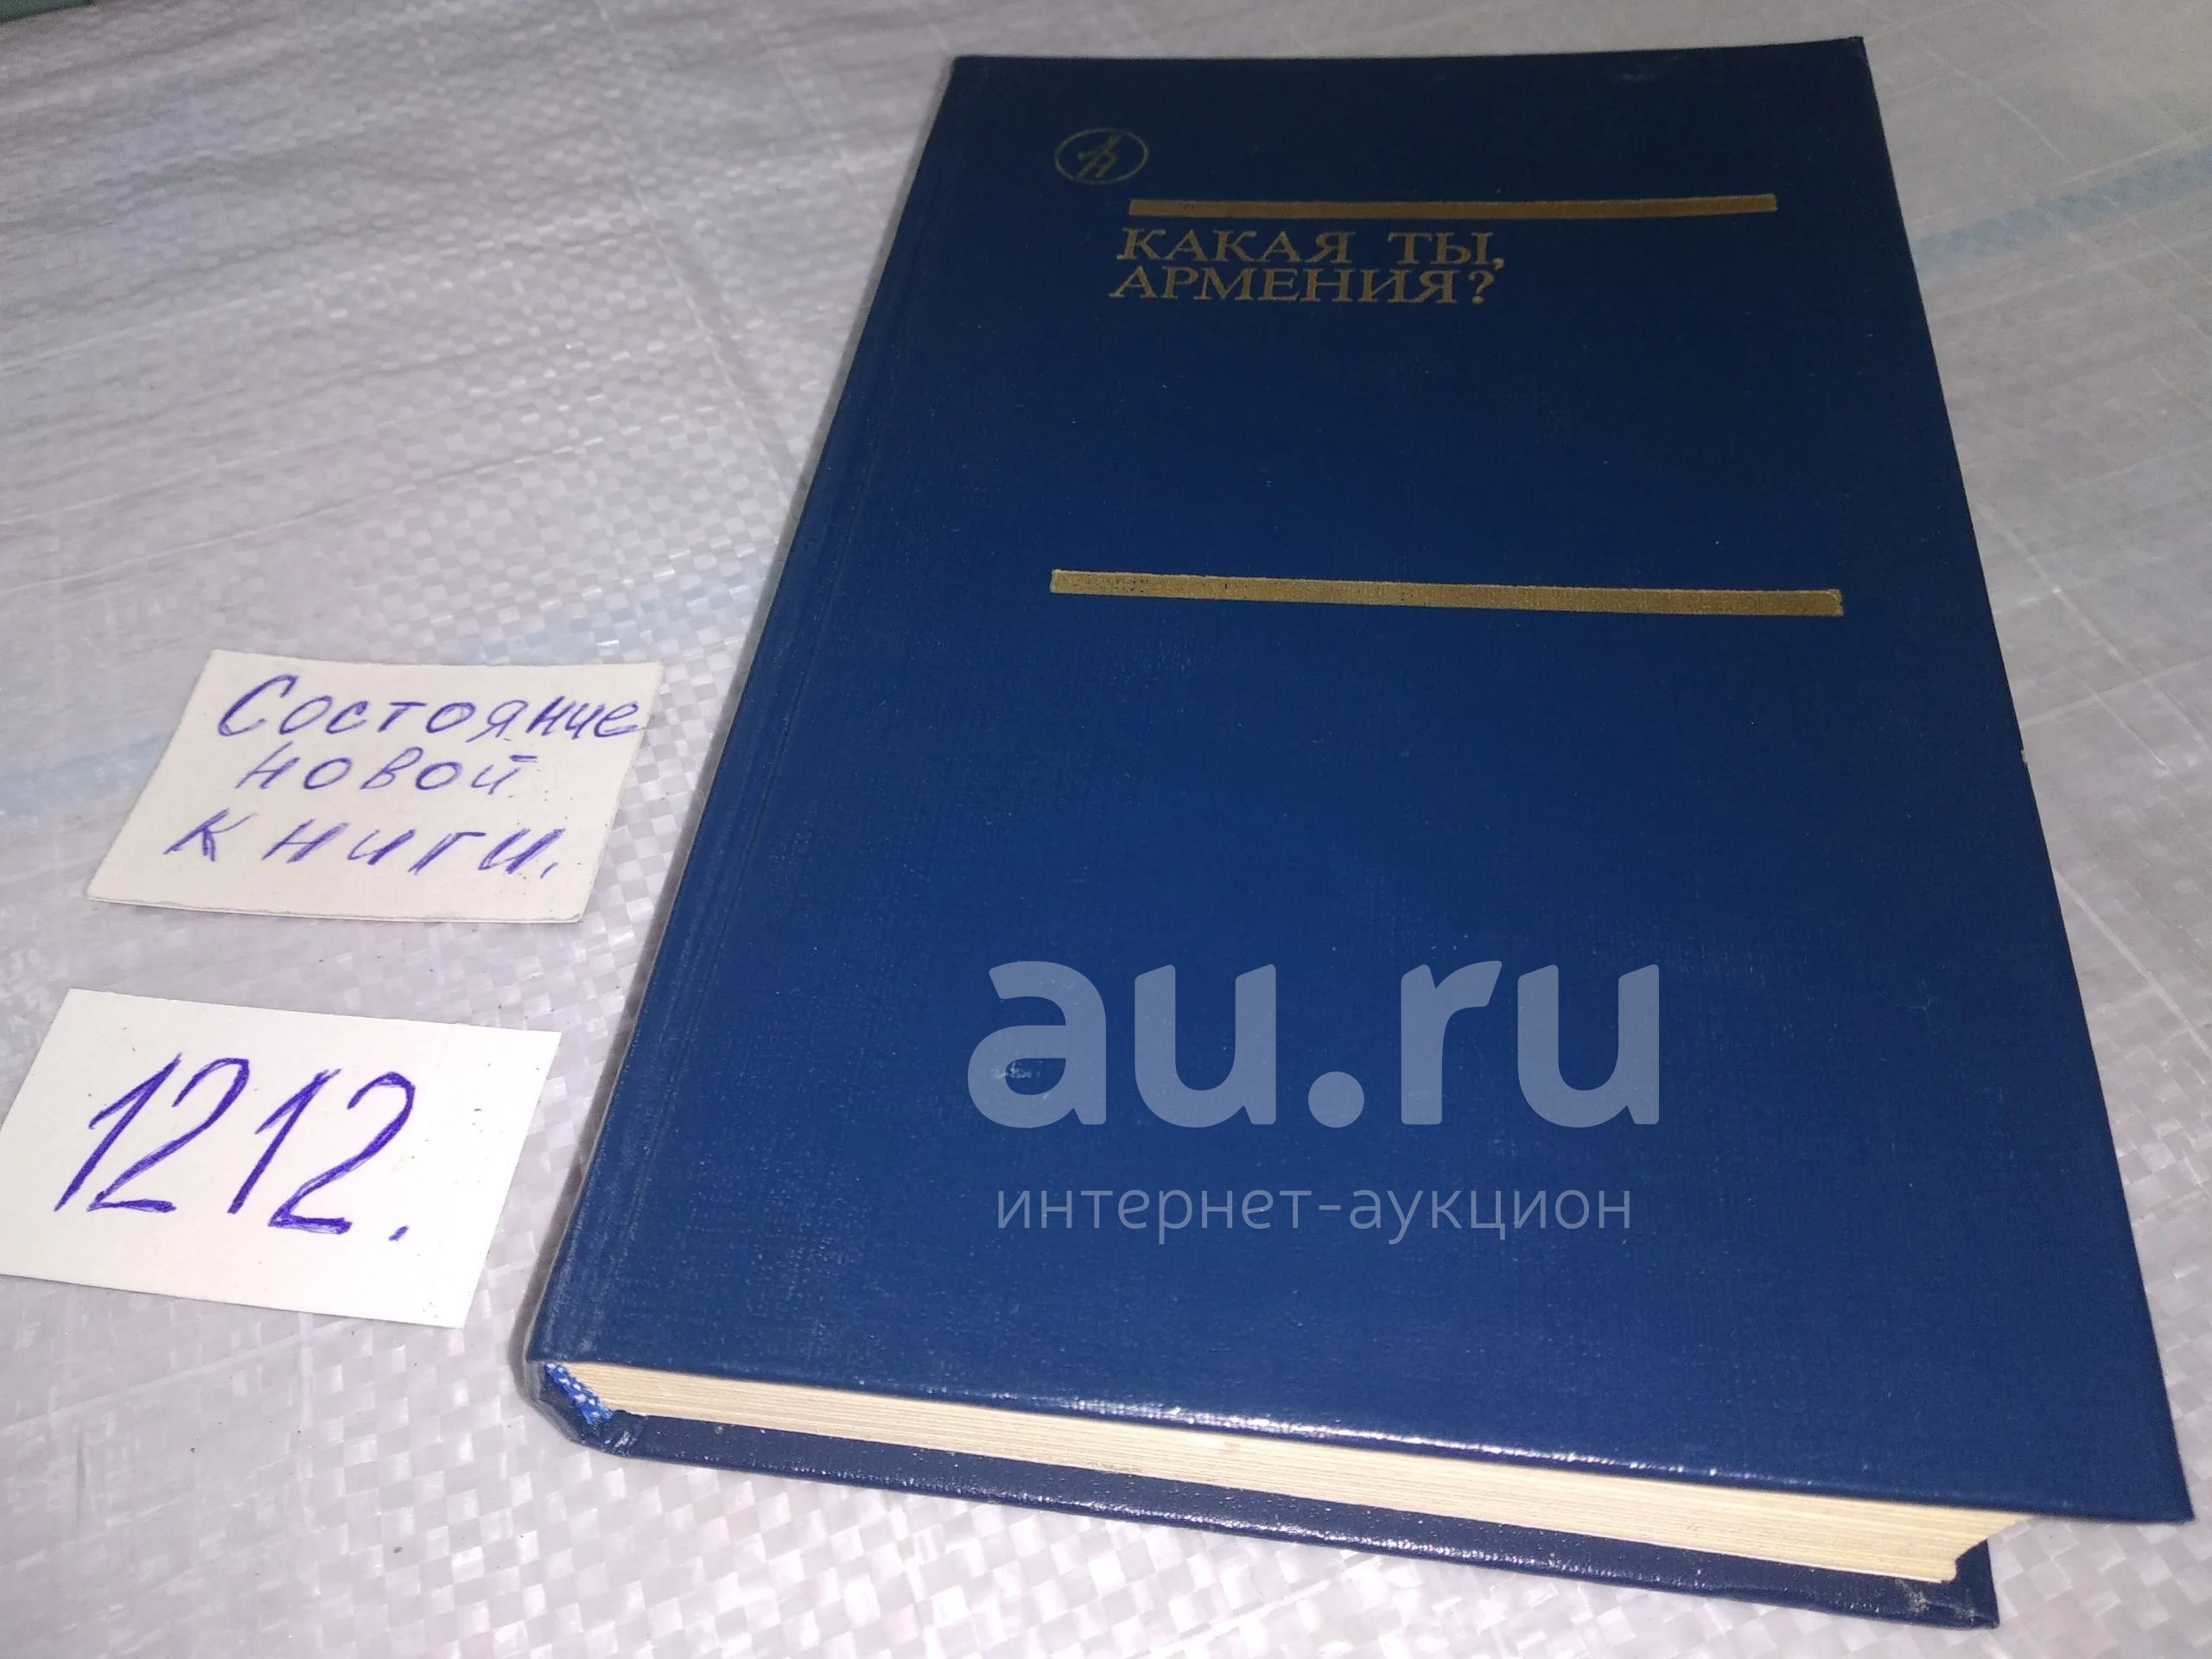 КАКАЯ ТЫ,
АРМЕНИЯ?
Состояние
новой
книги.
1212.
au.ru
интернет-аукцион